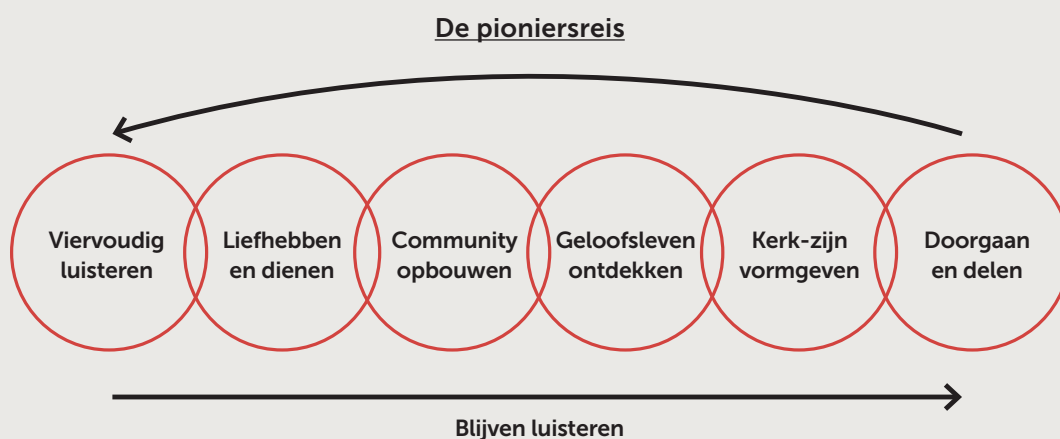 De pioniersreis
Viervoudig
luisteren
Liefhebben
en dienen
Community
opbouwen
Geloofsleven
ontdekken
Kerk-zijn
vormgeven
Doorgaan
en delen
Blijven luisteren